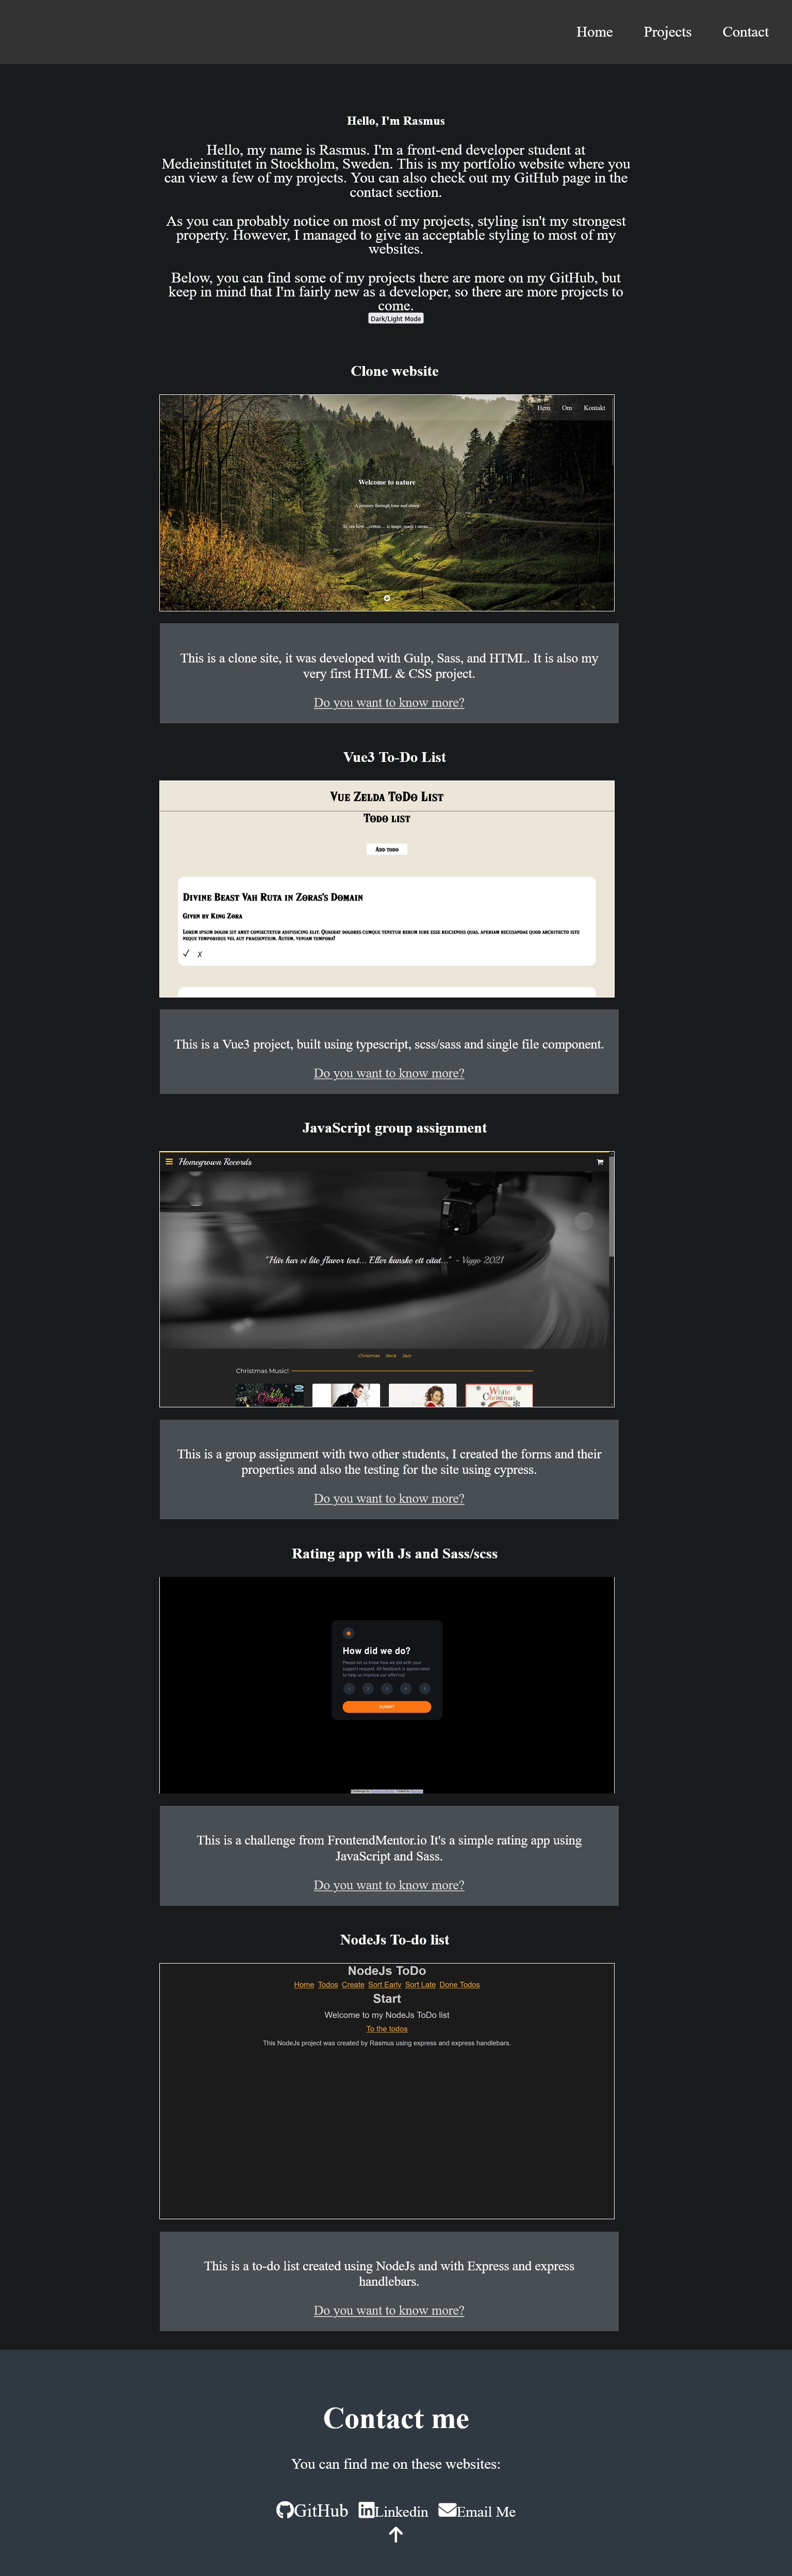 Home Projects Contact
Hello, I'm Rasmus
Hello, my name is Rasmus. I'm a front-end developer student at
Medieinstitutet in Stockholm, Sweden. This is my portfolio website where you
can view a few of my projects. You can also check out my GitHub page in the
contact section.
As you can probably notice on most of my projects, styling isn't my strongest
property. However, I managed to give an acceptable styling to most of my
websites.
Below, you can find some of my projects there are more on my GitHub, but
keep in mind that I'm fairly new as a developer, so there are more projects to
come.
Dark/Light Mode
Clone website
Hem Om Kontakt
Welcome to nature
A journey through time and sheep
To see how
This is a clone site, it was developed with Gulp, Sass, and HTML. It is also my
very first HTML & CSS project.
Do you want to know more?
Vue3 To-Do List
Vue Zelda ToDo List
Todo list
Add todo
Divine Beast Vah Ruta in Zoras's Domain
Given by King Zora
Lorem ipsum dolor sit amet consectetur adipisicing elit. Quaerat dolores cumque tenetur rerum iure esse reiciendis quas, aperiam recusandae quod architecto iste
neque temporibus vel aut praesentium. Autem, veniam tempora!
✓ ✗
This is a Vue3 project, built using typescript, scss/sass and single file component.
Do you want to know more?
JavaScript group assignment
Homegrown Records
"Här har vi lite flavor text... Eller kanske ett citat..." - Viggo 2021
Christmas Rock Jazz
Christmas Music!
Christmas White Christmas
This is a group assignment with two other students, I created the forms and their
properties and also the testing for the site using cypress.
Do you want to know more?
Rating app with Js and Sass/scss
How did we do?
Please let us know how we did with your
support request. All feedback is appreciated
to help us improve our offering!
1 2 3 4 5
SUBMIT
This is a challenge from FrontendMentor.io It's a simple rating app using
JavaScript and Sass.
Do you want to know more?
NodeJs To-do list
NodeJs ToDo
Home Todos Create Sort Early Sort Late Done Todos
Start
Welcome to my NodeJs ToDo list
To the todos
This NodeJs project was created by Rasmus using express and express handlebars.
This is a to-do list created using NodeJs and with Express and express
handlebars.
Do you want to know more?
Contact me
You can find me on these websites:
GitHub Linkedin Email Me